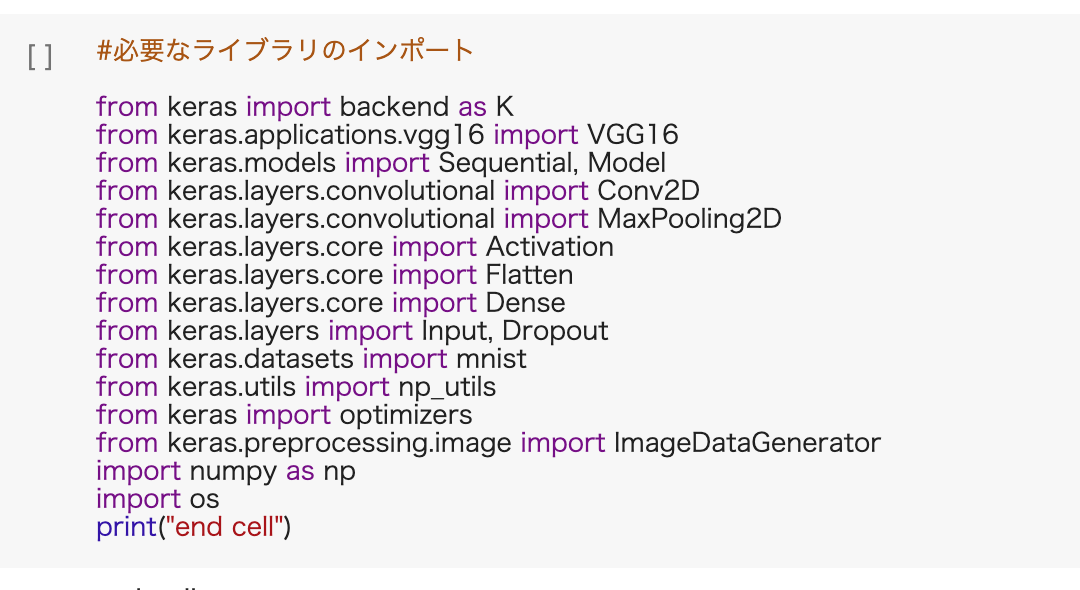 [ ]
#必要なライブラリのインポート
from keras import backend as K
from keras.applications.vgg16 import VGG16
from keras.models import Sequential, Model
from keras.layers.convolutional import Conv2D
from keras.layers.convolutional import MaxPooling2D
from keras.layers.core import Activation
from keras.layers.core import Flatten
from keras.layers.core import Dense
from keras.layers import Input, Dropout
from keras.datasets import mnist
from keras.utils import np_utils
from keras import optimizers
from keras.preprocessing.image import ImageDataGenerator
import numpy as np
import os
print("end cell")